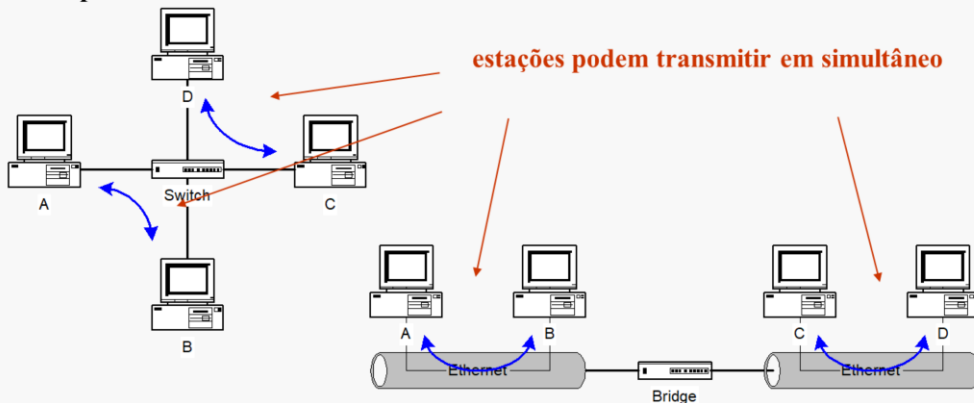 estações podem transmitir em simultâneo
D
A
Switch
C
B
A
B
C
D
Ethernet
Ethernet
Bridge